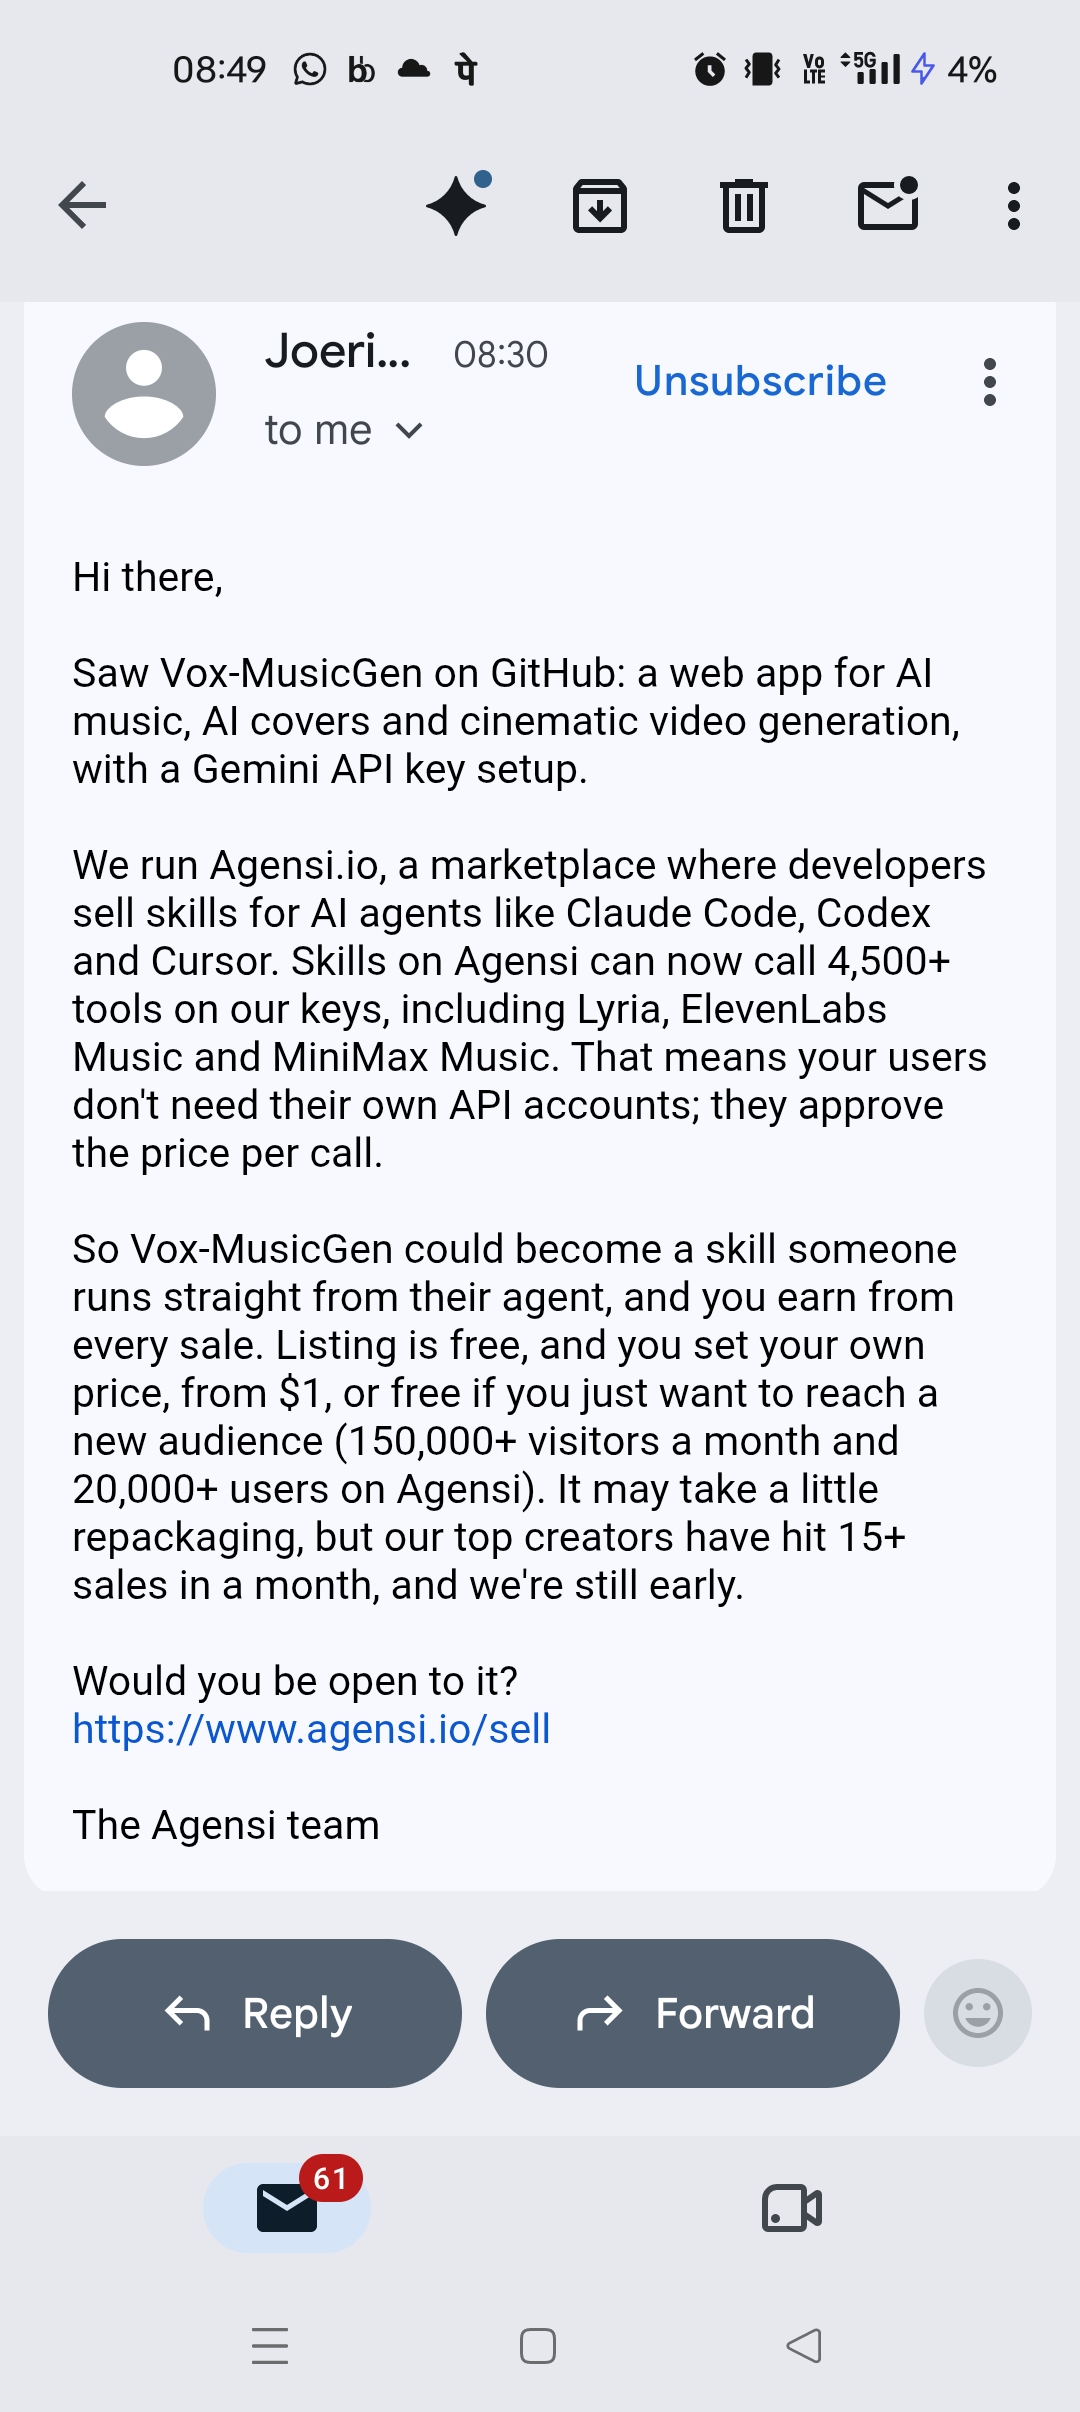 08:49 पे Vo LTE 5G 4%
Joeri... 08:30 Unsubscribe
to me
Hi there,
Saw Vox-MusicGen on GitHub: a web app for AI
music, AI covers and cinematic video generation,
with a Gemini API key setup.
We run Agensi.io, a marketplace where developers
sell skills for AI agents like Claude Code, Codex
and Cursor. Skills on Agensi can now call 4,500+
tools on our keys, including Lyria, ElevenLabs
Music and MiniMax Music. That means your users
don't need their own API accounts; they approve
the price per call.
So Vox-MusicGen could become a skill someone
runs straight from their agent, and you earn from
every sale. Listing is free, and you set your own
price, from $1, or free if you just want to reach a
new audience (150,000+ visitors a month and
20,000+ users on Agensi). It may take a little
repackaging, but our top creators have hit 15+
sales in a month, and we're still early.
Would you be open to it?
https://www.agensi.io/sell
The Agensi team
Reply Forward
61